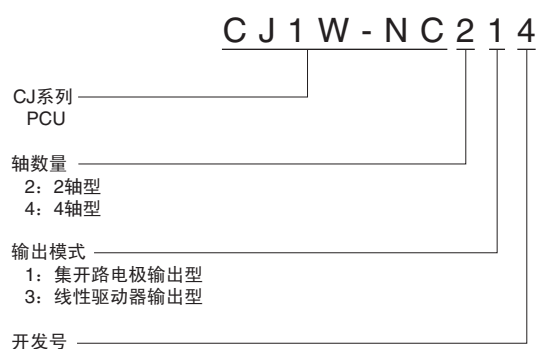 CJ1W-NC214
CJ系列
PCU
轴数量
2：2轴型
4：4轴型
输出模式
1：集开路电极输出型
3：线性驱动器输出型
开发号